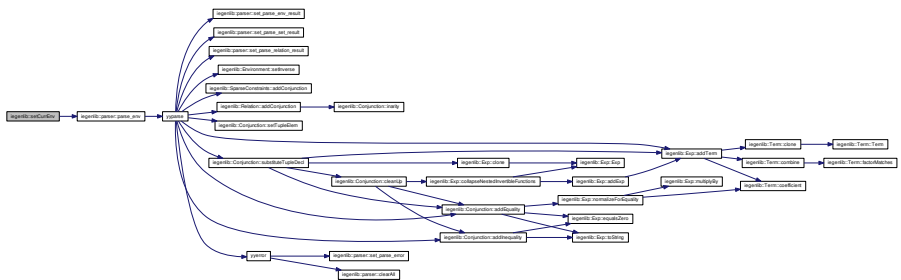 iegenlib::parser::set_parse_env_result
iegenlib::parser::set_parse_set_result
iegenlib::parser::set_parse_relation_result
iegenlib::Environment::setInverse
iegenlib::SparseConstraints::addConjunction
iegenlib::Relation::addConjunction
iegenlib::Conjunction::inarity
iegenlib::setCurrEnv
iegenlib::parser::parse_env
yyparse
iegenlib::Conjunction::setTupleElem
iegenlib::Term::clone
iegenlib::Term::Term
iegenlib::Exp::addTerm
iegenlib::Conjunction::substituteTupleDecl
iegenlib::Exp::clone
iegenlib::Exp::Exp
iegenlib::Term::combine
iegenlib::Term::factorMatches
iegenlib::Conjunction::cleanUp
iegenlib::Exp::collapseNestedInvertibleFunctions
iegenlib::Exp::addExp
iegenlib::Exp::multiplyBy
iegenlib::Term::coefficient
iegenlib::Exp::normalizeForEquality
iegenlib::Conjunction::addEquality
iegenlib::Exp::equalsZero
iegenlib::Conjunction::addInequality
iegenlib::Exp::toString
yyerror
iegenlib::parser::set_parse_error
iegenlib::parser::clearAll